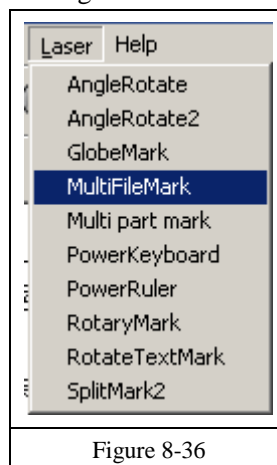 Laser Help
AngleRotate
AngleRotate2
GlobeMark
MultiFileMark
Multi part mark
PowerKeyboard
PowerRuler
RotaryMark
RotateTextMark
SplitMark2
Figure 8-36